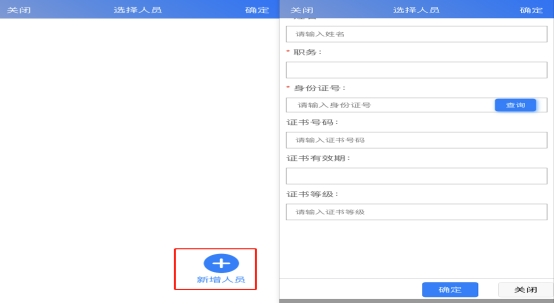 关闭 选择人员 确定
新增人员
关闭 选择人员 确定
请输入姓名
* 职务：
* 身份证号：
请输入身份证号 查询
证书号码：
请输入证书号码
证书有效期：
证书等级：
请输入证书等级
确定 关闭